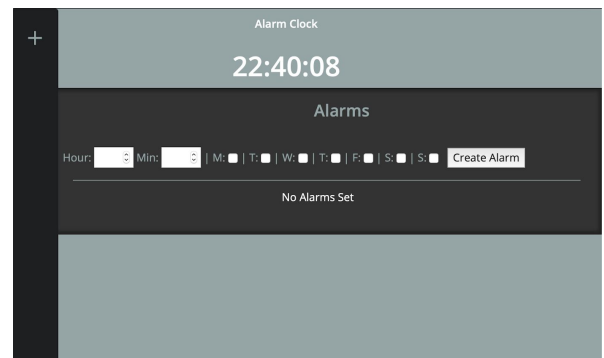 +
Alarm Clock
22:40:08
Alarms
Hour: Min: | M: | T: | W: | T: | F: | S: | S: Create Alarm
No Alarms Set